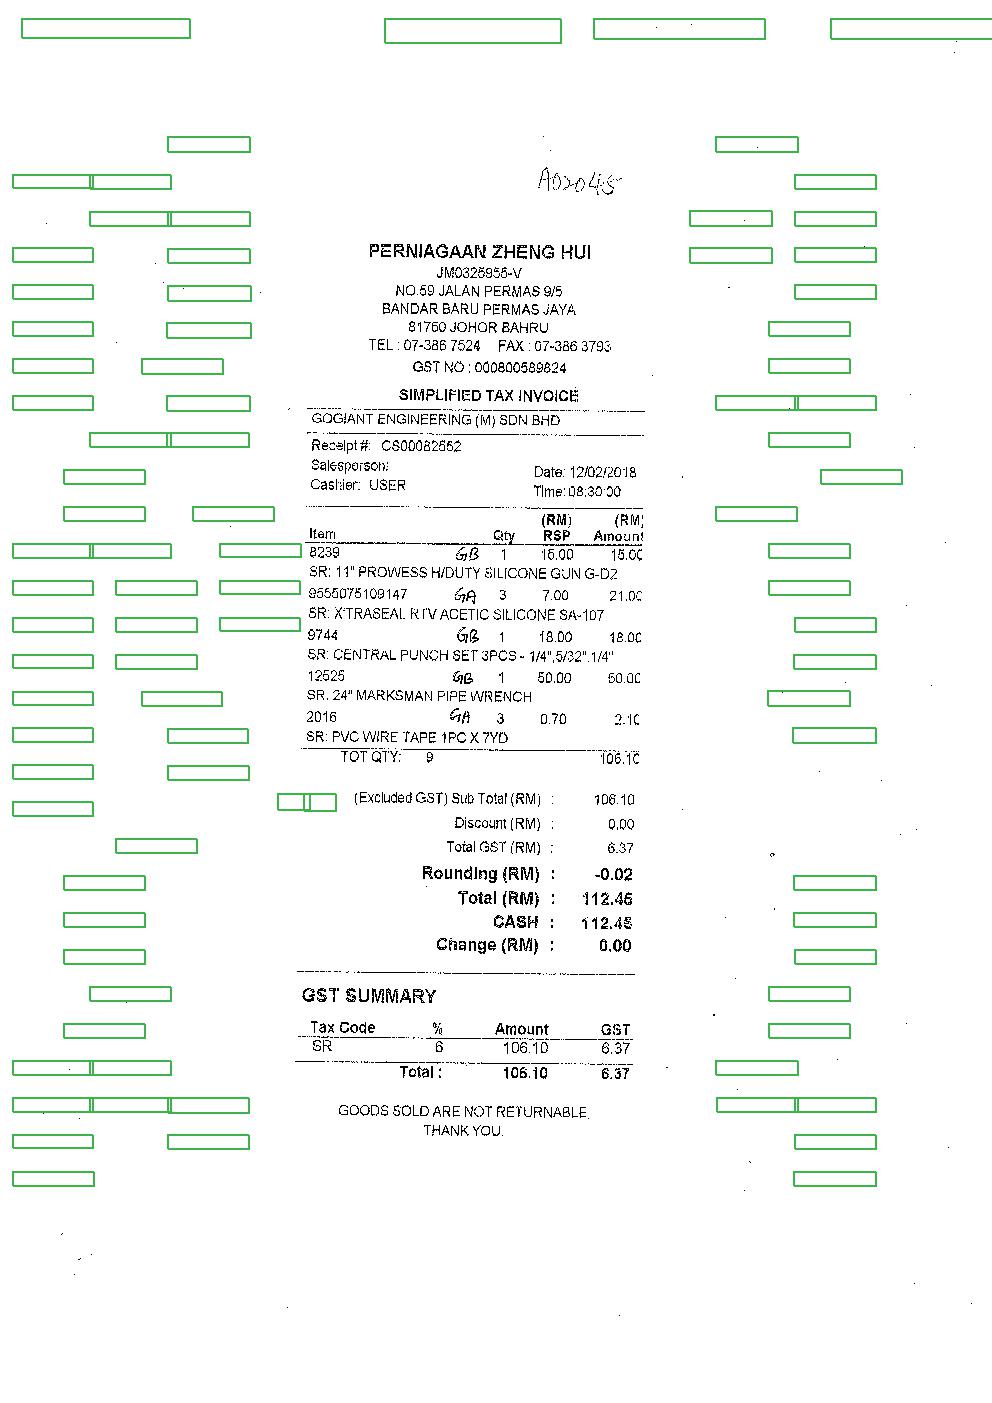 A02045
PERNIAGAAN ZHENG HUI
JM0325955-V
NO.59 JALAN PERMAS 9/5
BANDAR BARU PERMAS JAYA
81750 JOHOR BAHRU
TEL : 07-386 7524 FAX : 07-386 3793
GST NO : 000800589824
SIMPLIFIED TAX INVOICE
GOGIANT ENGINEERING (M) SDN BHD
Receipt #: CS00082552
Salesperson:
Date: 12/02/2018
Cashier: USER
Time: 08:30:00
(RM) (RM)
Item Qty RSP Amount
8239 GB 1 15.00 15.00
SR: 11" PROWESS H/DUTY SILICONE GUN G-D2
9555075109147 GA 3 7.00 21.00
SR: X'TRASEAL RTV ACETIC SILICONE SA-107
9744 GB 1 18.00 18.00
SR: CENTRAL PUNCH SET 3PCS - 1/4",5/32",1/4"
12525 GB 1 50.00 50.00
SR: 24" MARKSMAN PIPE WRENCH
2016 GA 3 0.70 2.10
SR: PVC WIRE TAPE 1PC X 7YD
TOT QTY: 9 106.10
(Excluded GST) Sub Total (RM) : 106.10
Discount (RM) : 0.00
Total GST (RM) : 6.37
Rounding (RM) : -0.02
Total (RM) : 112.45
CASH : 112.45
Change (RM) : 0.00
GST SUMMARY
Tax Code % Amount GST
SR 6 106.10 6.37
Total : 106.10 6.37
GOODS SOLD ARE NOT RETURNABLE.
THANK YOU.